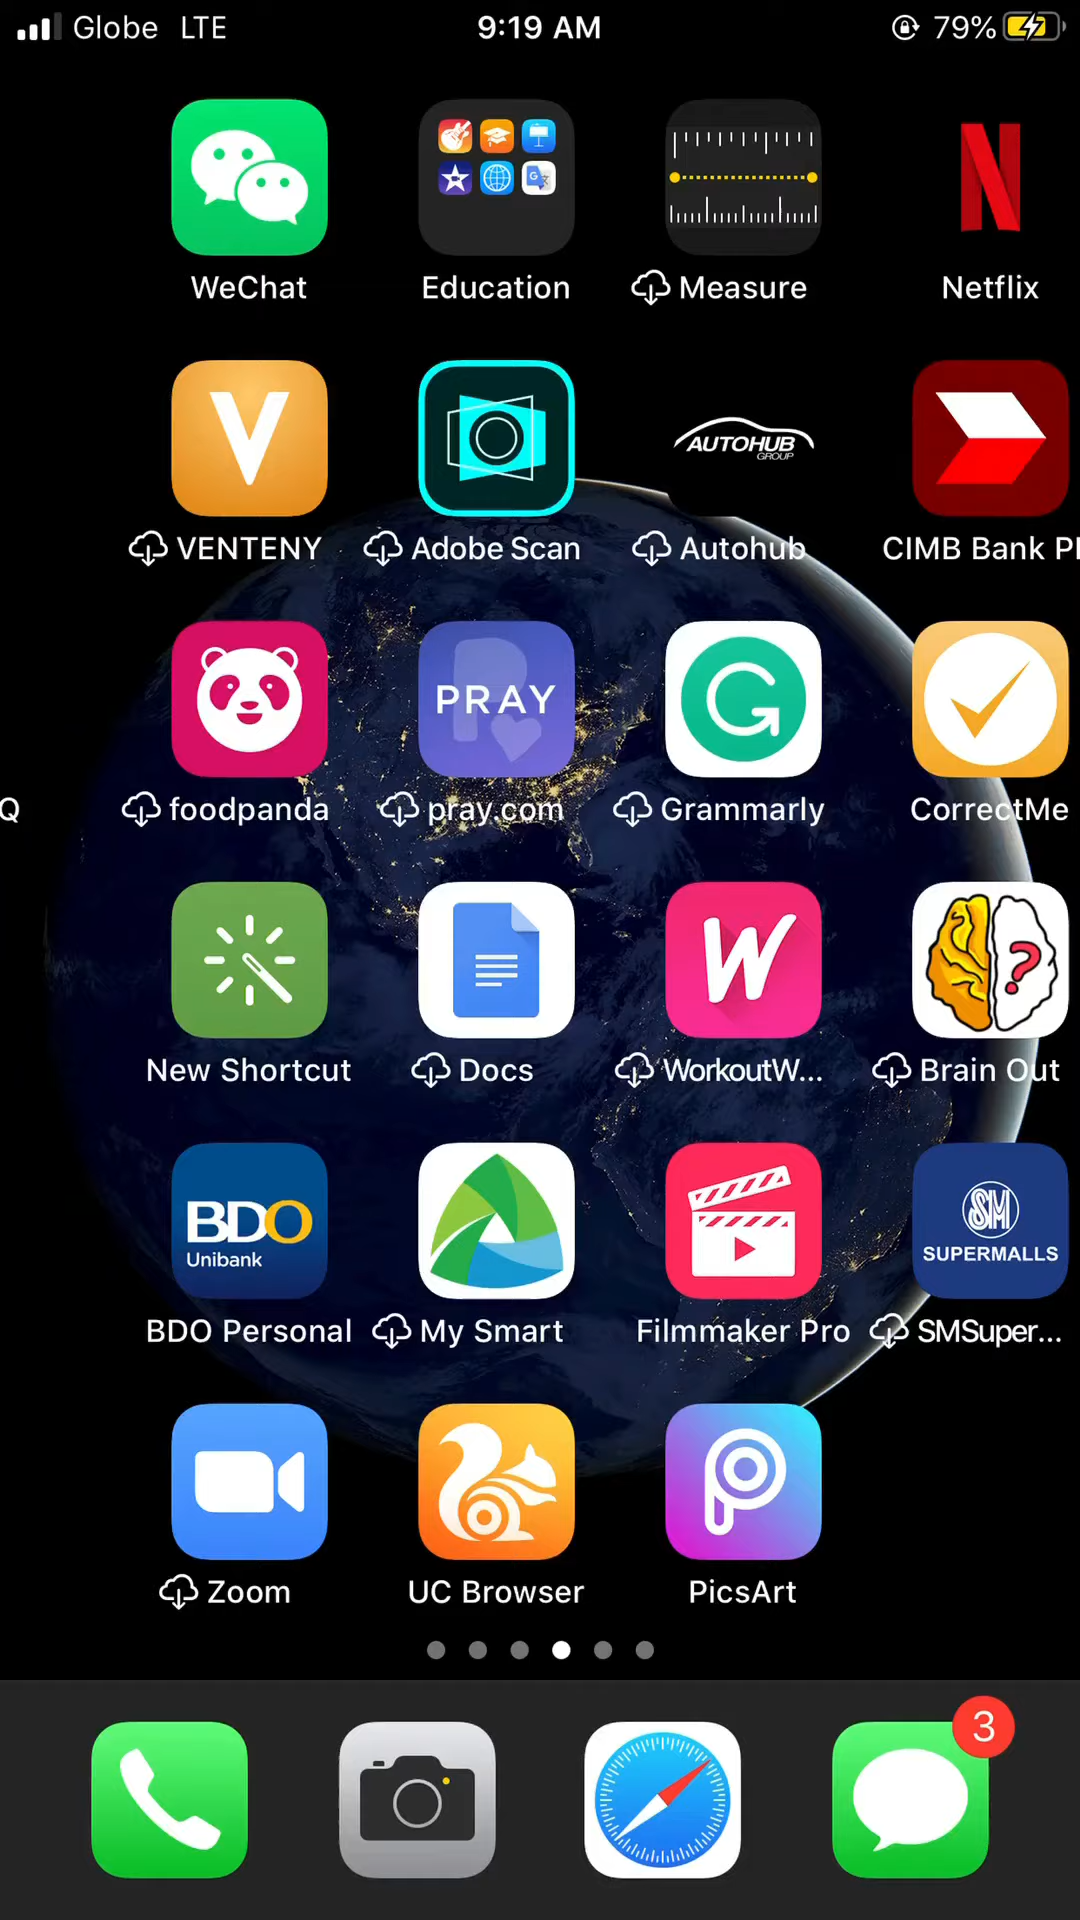 Globe LTE 9:19 AM 79%
WeChat Education Measure Netflix
V
AUTOHUB
GROUP
VENTENY Adobe Scan Autohub CIMB Bank P
PRAY
Q foodpanda pray.com Grammarly CorrectMe
W ?
New Shortcut Docs WorkoutW... Brain Out
BDO
Unibank
SM
SUPERMALLS
BDO Personal My Smart Filmmaker Pro SMSuper...
Zoom UC Browser PicsArt
3